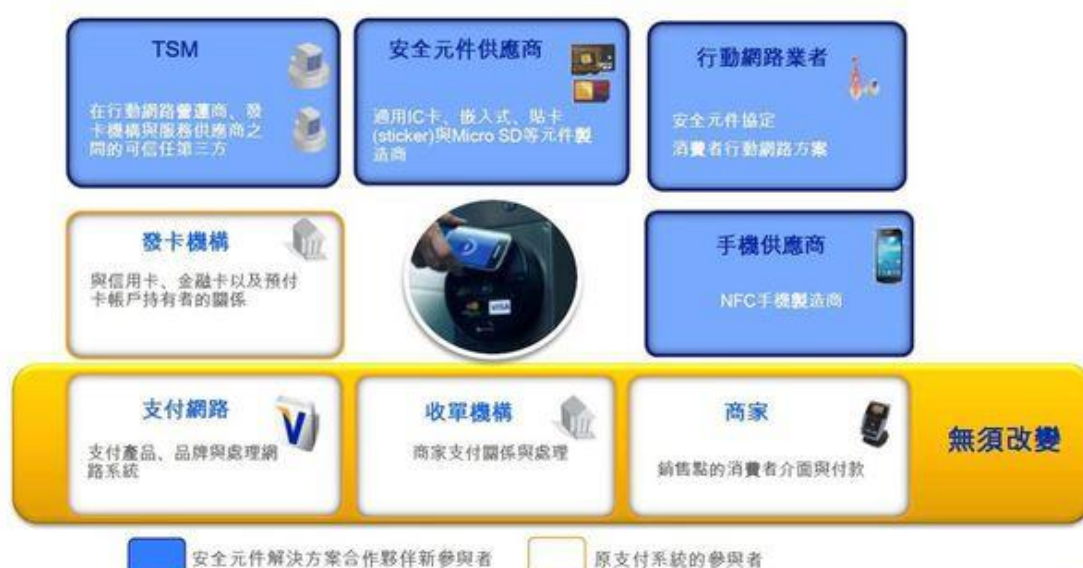 TSM
在行動網路營運商、發
卡機構與服務供應商之
間的可信任第三方
安全元件供應商
適用IC卡、嵌入式、貼卡
(sticker)與Micro SD等元件製
造商
行動網路業者
安全元件協定
消費者行動網路方案
發卡機構
與信用卡、金融卡以及預付
卡帳戶持有者的關係
VISA
手機供應商
NFC手機製造商
支付網路
支付產品、品牌與處理網
路系統
收單機構
商家支付關係與處理
商家
銷售點的消費者介面與付款
無須改變
安全元件解決方案合作夥伴新參與者
原支付系統的參與者